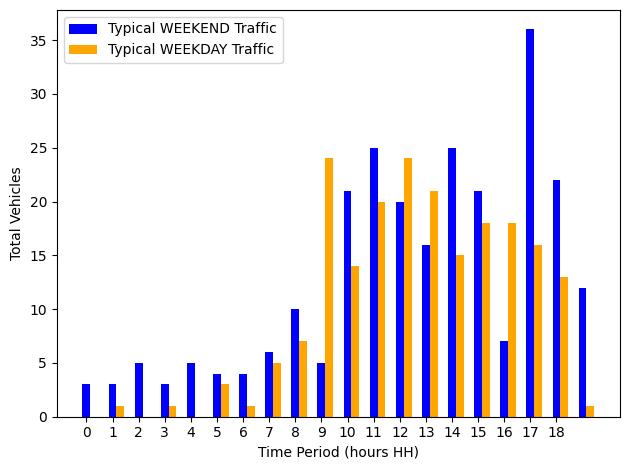 Typical WEEKEND Traffic
Typical WEEKDAY Traffic
35
30
25
20
15
10
5
0
Total Vehicles
0 1 2 3 4 5 6 7 8 9 10 11 12 13 14 15 16 17 18
Time Period (hours HH)